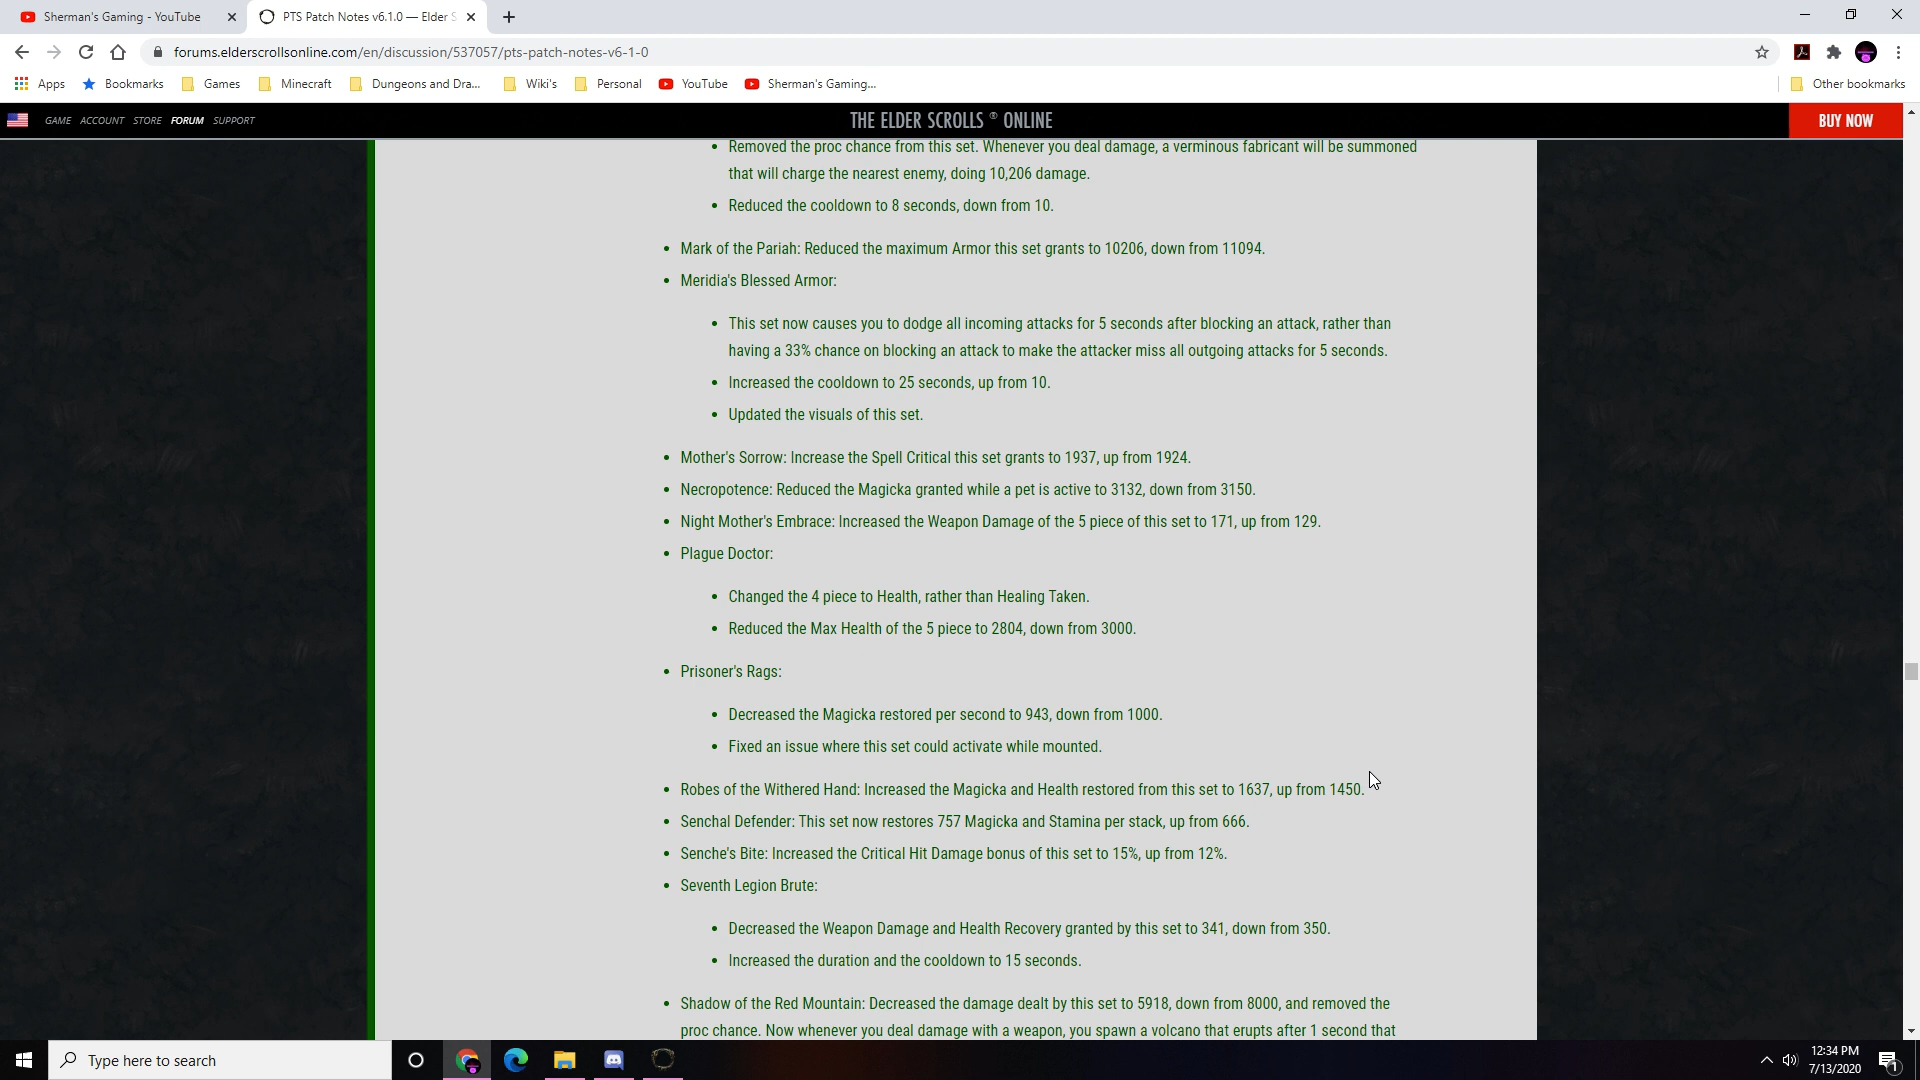 Sherman's Gaming - YouTube
PTS Patch Notes v6.1.0 — Elder S
forums.elderscrollsonline.com/en/discussion/537057/pts-patch-notes-v6-1-0
Apps Bookmarks Games Minecraft Dungeons and Dra... Wiki's Personal YouTube Sherman's Gaming... Other bookmarks
GAME ACCOUNT STORE FORUM SUPPORT THE ELDER SCROLLS ® ONLINE BUY NOW
• Removed the proc chance from this set. Whenever you deal damage, a verminous fabricant will be summoned
that will charge the nearest enemy, doing 10,206 damage.
• Reduced the cooldown to 8 seconds, down from 10.
• Mark of the Pariah: Reduced the maximum Armor this set grants to 10206, down from 11094.
• Meridia's Blessed Armor:
• This set now causes you to dodge all incoming attacks for 5 seconds after blocking an attack, rather than
having a 33% chance on blocking an attack to make the attacker miss all outgoing attacks for 5 seconds.
• Increased the cooldown to 25 seconds, up from 10.
• Updated the visuals of this set.
• Mother's Sorrow: Increase the Spell Critical this set grants to 1937, up from 1924.
• Necropotence: Reduced the Magicka granted while a pet is active to 3132, down from 3150.
• Night Mother's Embrace: Increased the Weapon Damage of the 5 piece of this set to 171, up from 129.
• Plague Doctor:
• Changed the 4 piece to Health, rather than Healing Taken.
• Reduced the Max Health of the 5 piece to 2804, down from 3000.
• Prisoner's Rags:
• Decreased the Magicka restored per second to 943, down from 1000.
• Fixed an issue where this set could activate while mounted.
• Robes of the Withered Hand: Increased the Magicka and Health restored from this set to 1637, up from 1450.
• Senchal Defender: This set now restores 757 Magicka and Stamina per stack, up from 666.
• Senche's Bite: Increased the Critical Hit Damage bonus of this set to 15%, up from 12%.
• Seventh Legion Brute:
• Decreased the Weapon Damage and Health Recovery granted by this set to 341, down from 350.
• Increased the duration and the cooldown to 15 seconds.
• Shadow of the Red Mountain: Decreased the damage dealt by this set to 5918, down from 8000, and removed the
proc chance. Now whenever you deal damage with a weapon, you spawn a volcano that erupts after 1 second that
Type here to search
12:34 PM
7/13/2020
1